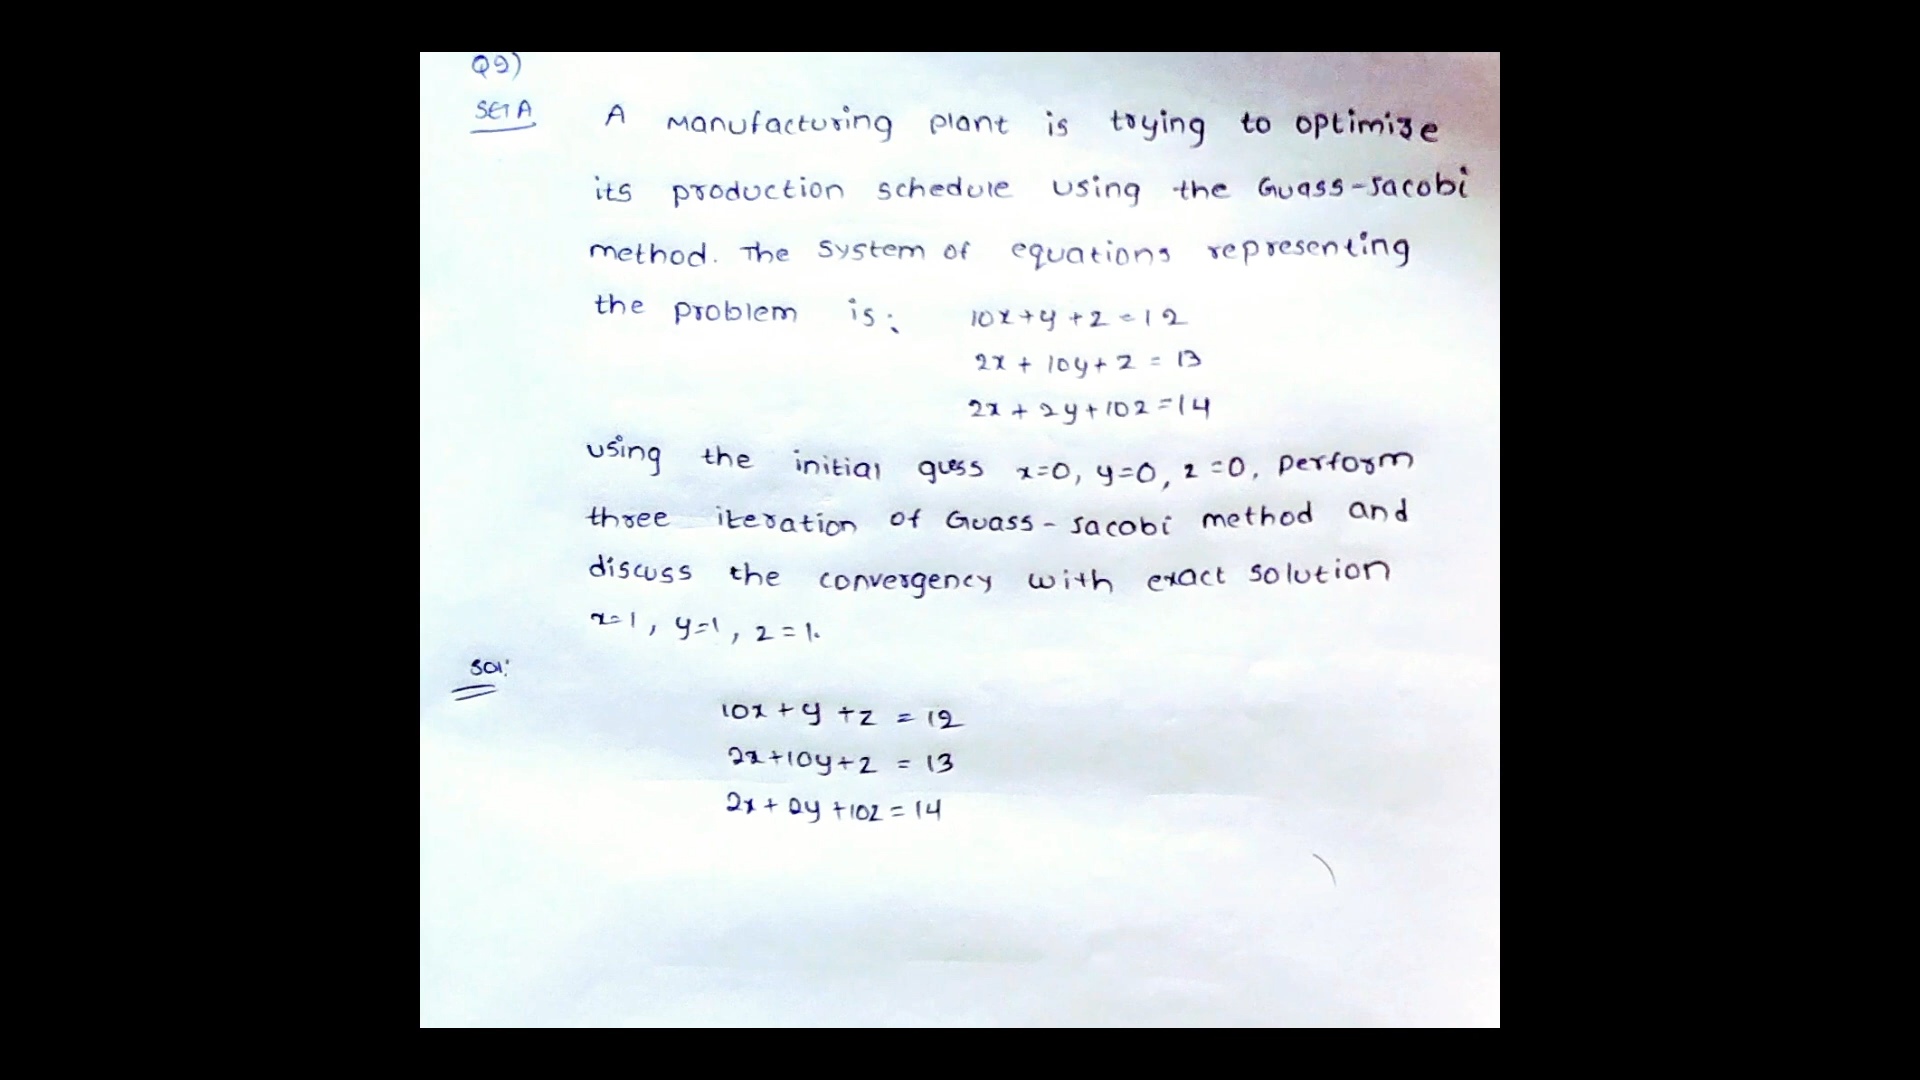 Q9)
SET A A manufacturing plant is trying to optimize
its production schedule using the Guass-Jacobi
method. The system of equations representing
the problem is: 10x+y+z=12
2x + 10y+z = 13
2x + 2y+10z=14
using the initial guess x=0, y=0, z=0, perform
three iteration of Guass-Jacobi method and
discuss the convergency with exact solution
x=1, y=1, z=1.
Sol:
10x+y+z = 12
2x+10y+z = 13
2x+2y+10z=14